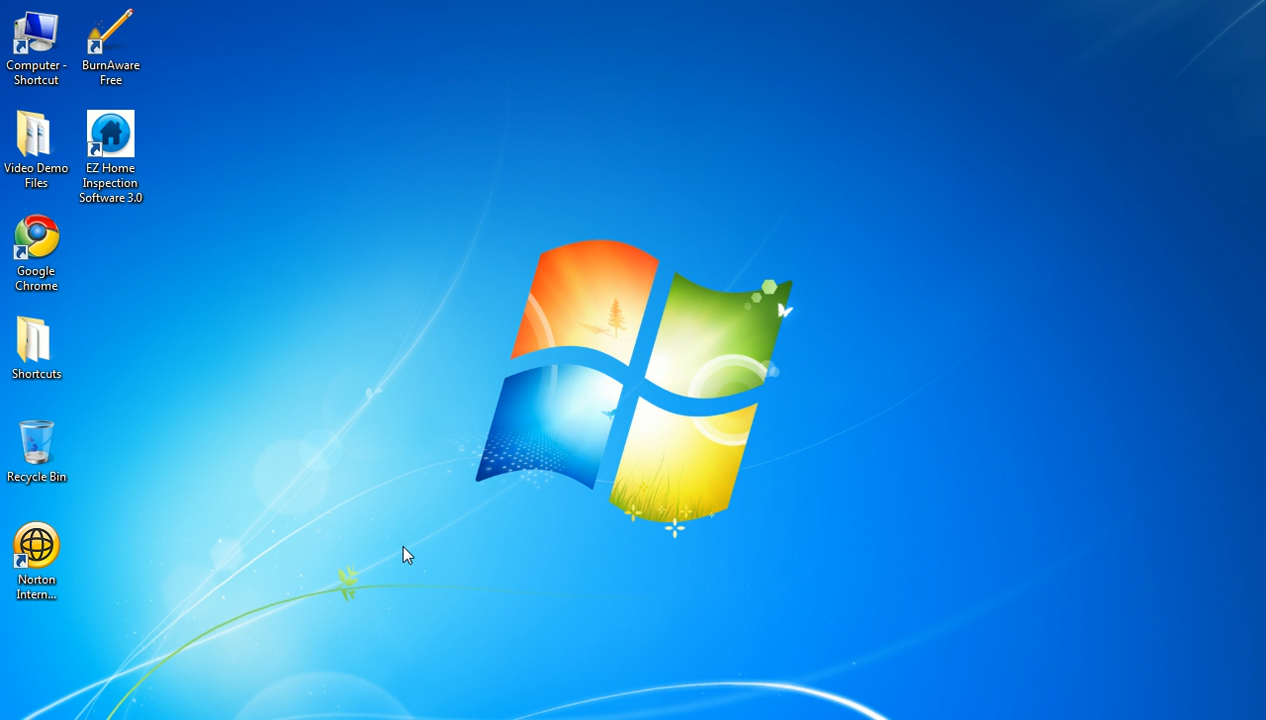 Computer -
Shortcut
BurnAware
Free
Video Demo
Files
EZ Home
Inspection
Software 3.0
Google
Chrome
Shortcuts
Recycle Bin
Norton
Intern...